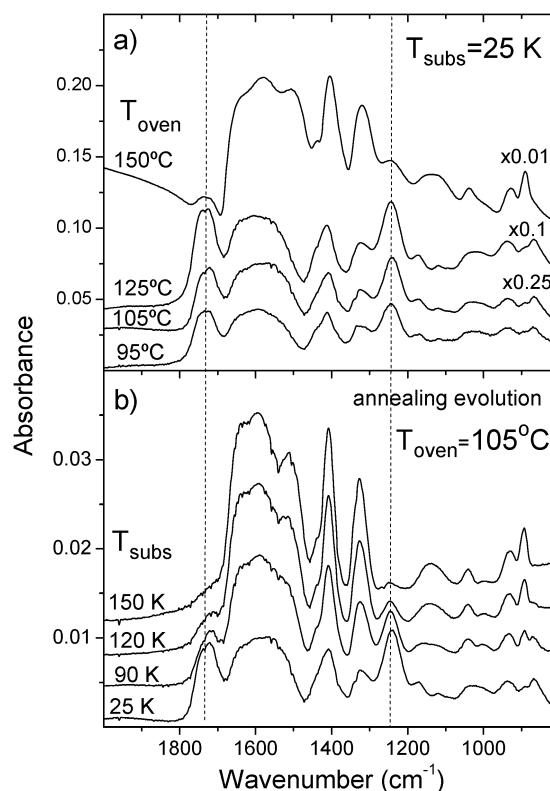 a)
T_subs=25 K
0.20
T_oven
150ºC
0.15
x0.01
0.10
x0.1
125ºC
x0.25
0.05
105ºC
95ºC
Absorbance
b)
annealing evolution
T_oven=105°C
0.03
T_subs
0.02
150 K
120 K
0.01
90 K
25 K
1800 1600 1400 1200 1000
Wavenumber (cm⁻¹)